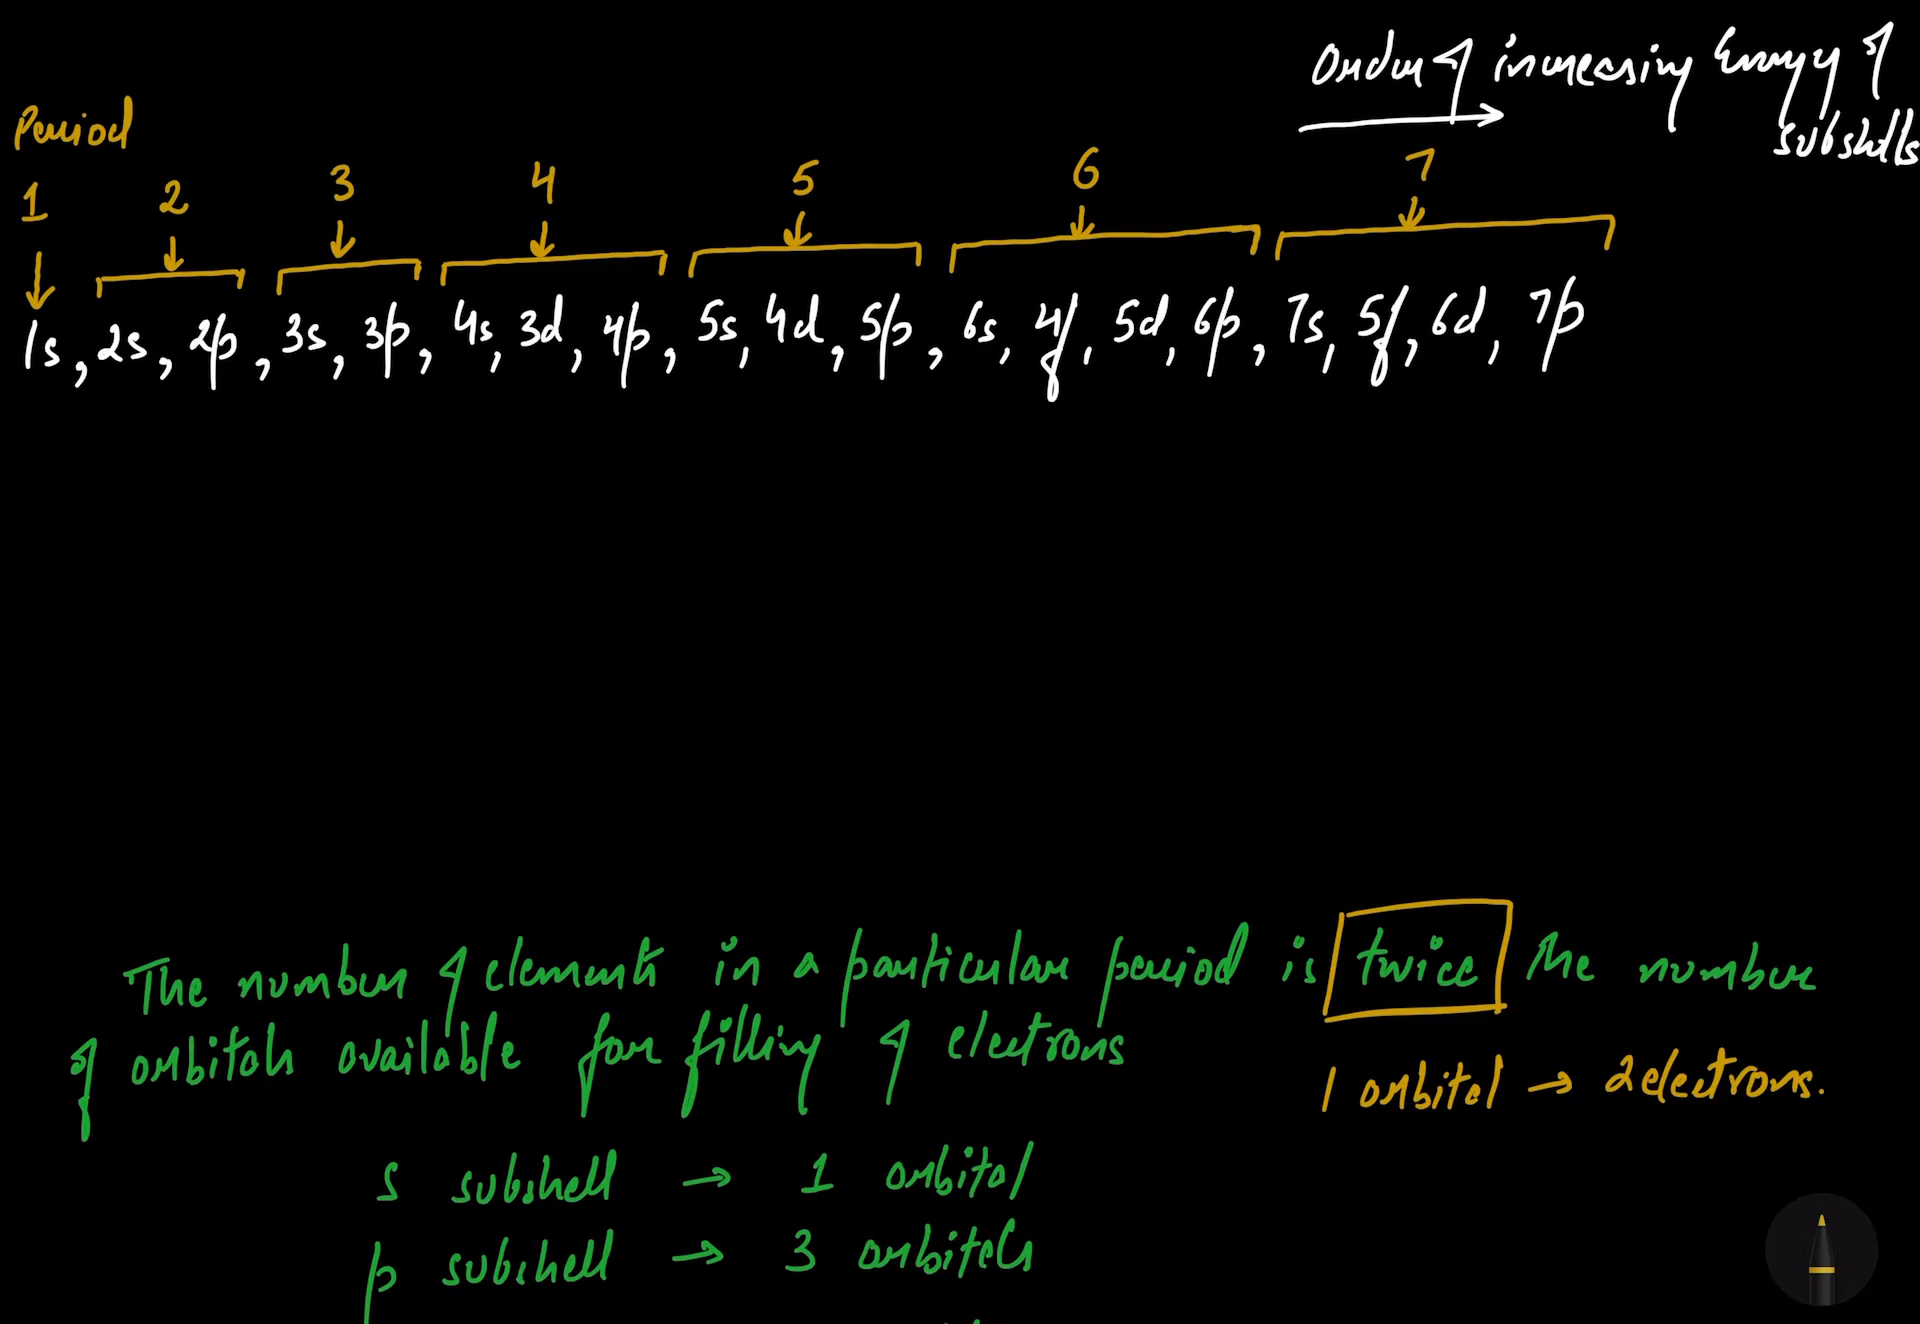 Order of increasing Energy of
subshells
Period
1 2 3 4 5 6 7
1s, 2s, 2p, 3s, 3p, 4s, 3d, 4p, 5s, 4d, 5p, 6s, 4f, 5d, 6p, 7s, 5f, 6d, 7p
The number of elements in a particular period is twice the number
of orbitals available for filling of electrons
1 orbital → 2 electrons.
s subshell → 1 orbital
p subshell → 3 orbitals